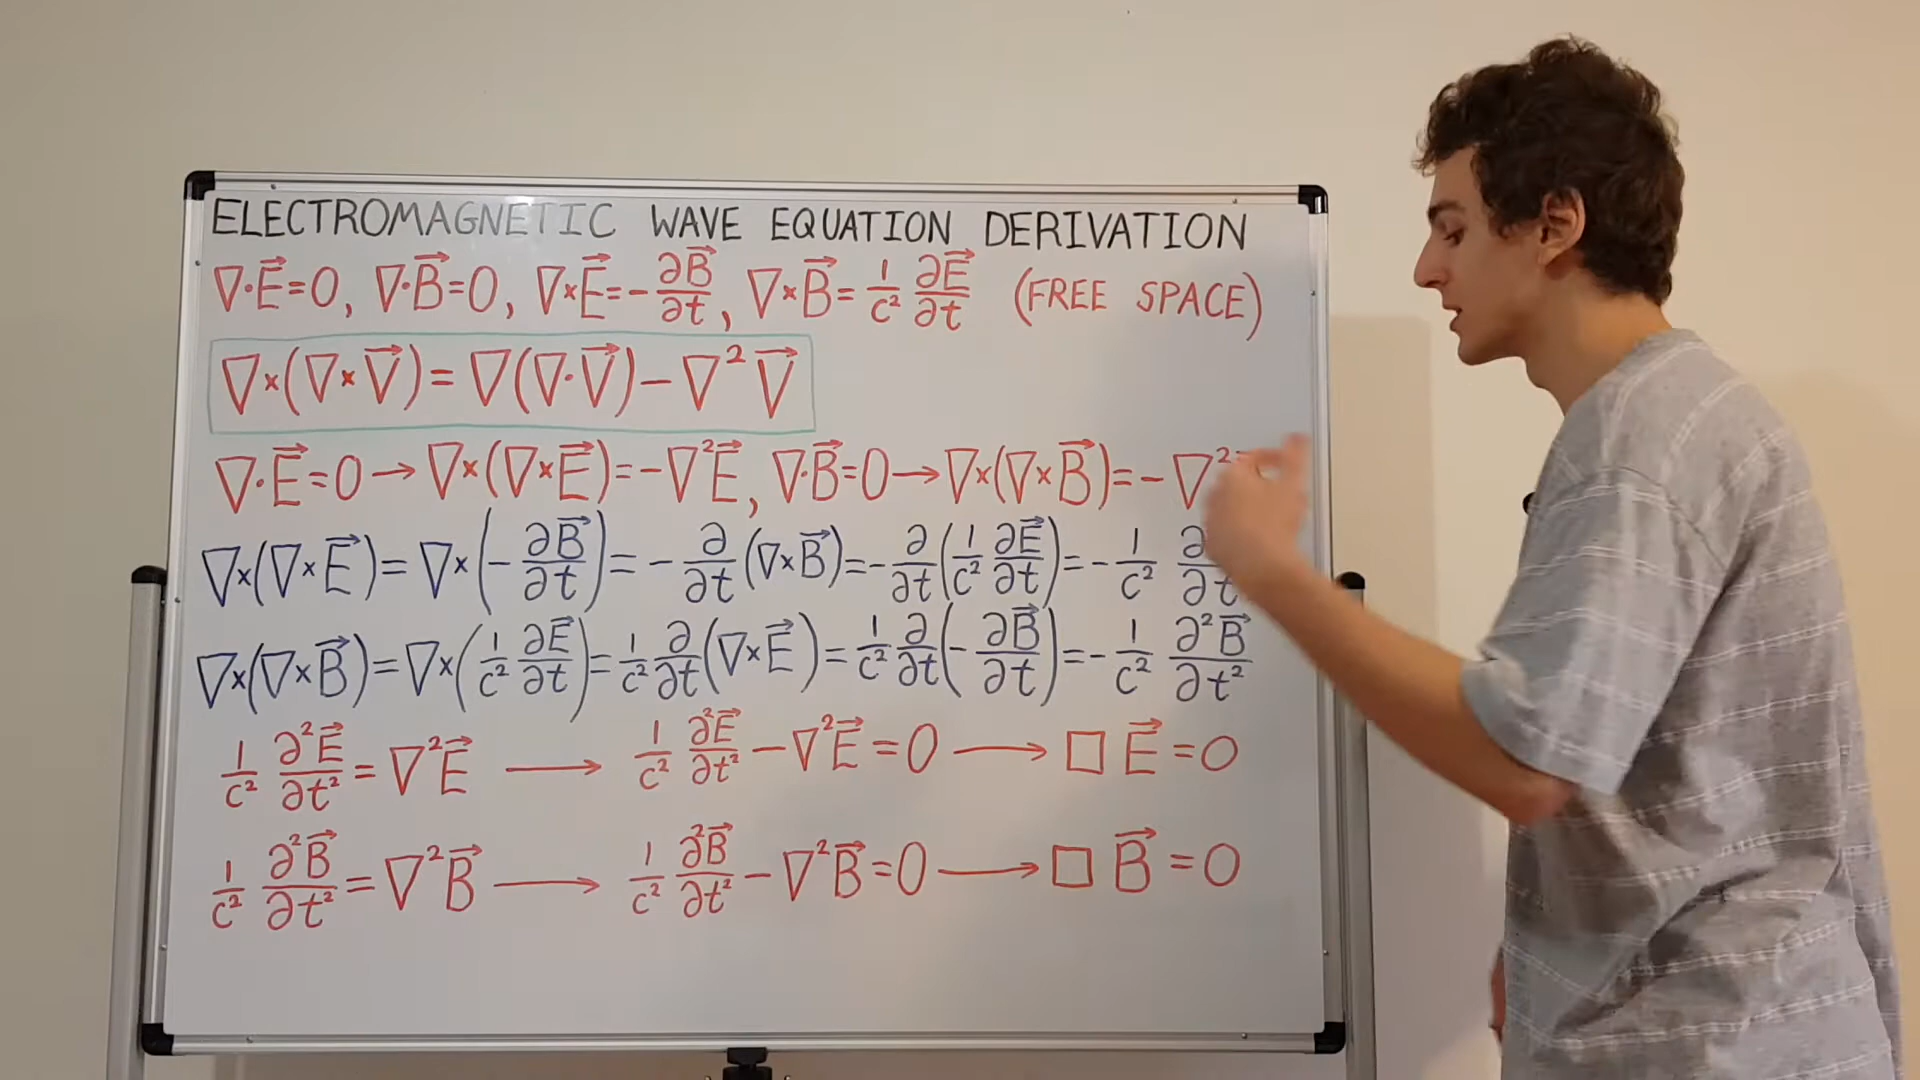 ELECTROMAGNETIC WAVE EQUATION DERIVATION
∇·E⃗=0, ∇·B⃗=0, ∇×E⃗=-∂B⃗/∂t, ∇×B⃗=1/c² ∂E⃗/∂t (FREE SPACE)
∇×(∇×V⃗)=∇(∇·V⃗)-∇²V⃗
∇·E⃗=0→∇×(∇×E⃗)=-∇²E⃗, ∇·B⃗=0→∇×(∇×B⃗)=-∇²
∇×(∇×E⃗)=∇×(-∂B⃗/∂t)=-∂/∂t(∇×B⃗)=-∂/∂t(1/c² ∂E⃗/∂t)=-1/c² ∂/∂t
∇×(∇×B⃗)=∇×(1/c² ∂E⃗/∂t)=1/c² ∂/∂t(∇×E⃗)=1/c² ∂/∂t(-∂B⃗/∂t)=-1/c² ∂²B⃗/∂t²
1/c² ∂²E⃗/∂t²=∇²E⃗ → 1/c² ∂²E⃗/∂t²-∇²E⃗=0 → □E⃗=0
1/c² ∂²B⃗/∂t²=∇²B⃗ → 1/c² ∂²B⃗/∂t²-∇²B⃗=0 → □B⃗=0